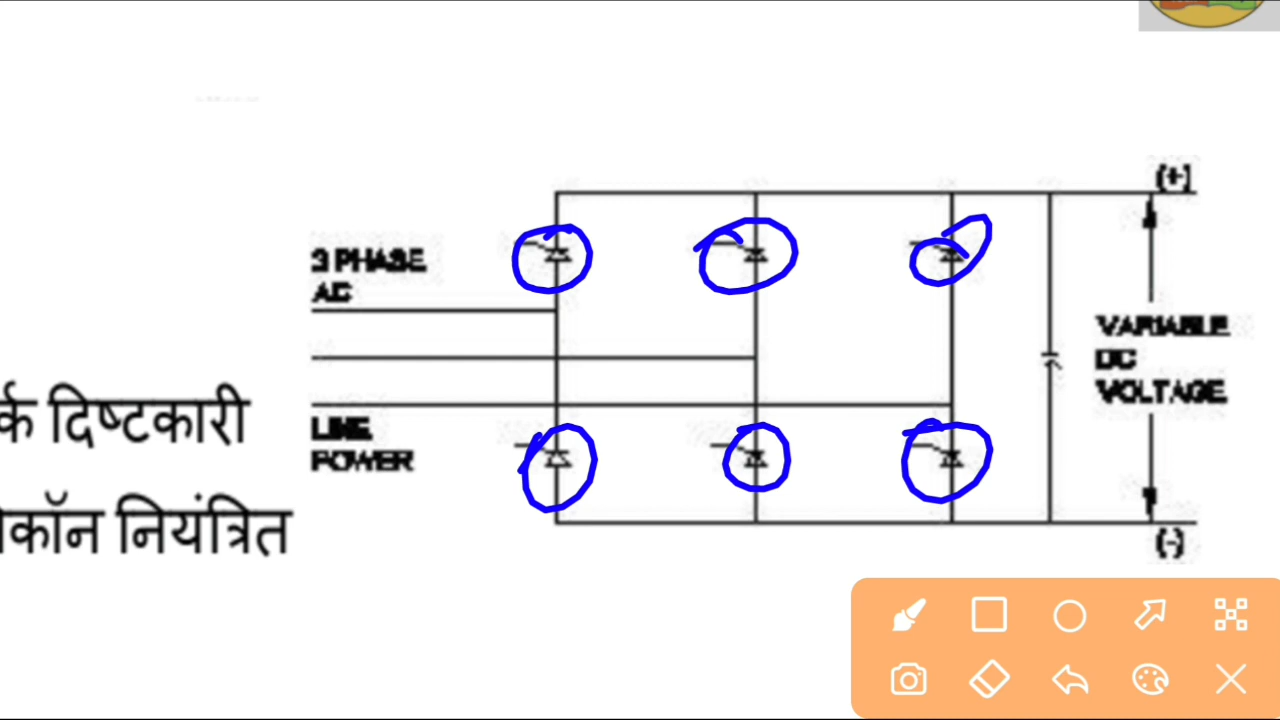 (+)
3 PHASE
AC
VARIABLE
DC
VOLTAGE
र्क दिष्टकारी
LINE
POWER
कॉन नियंत्रित
(-)